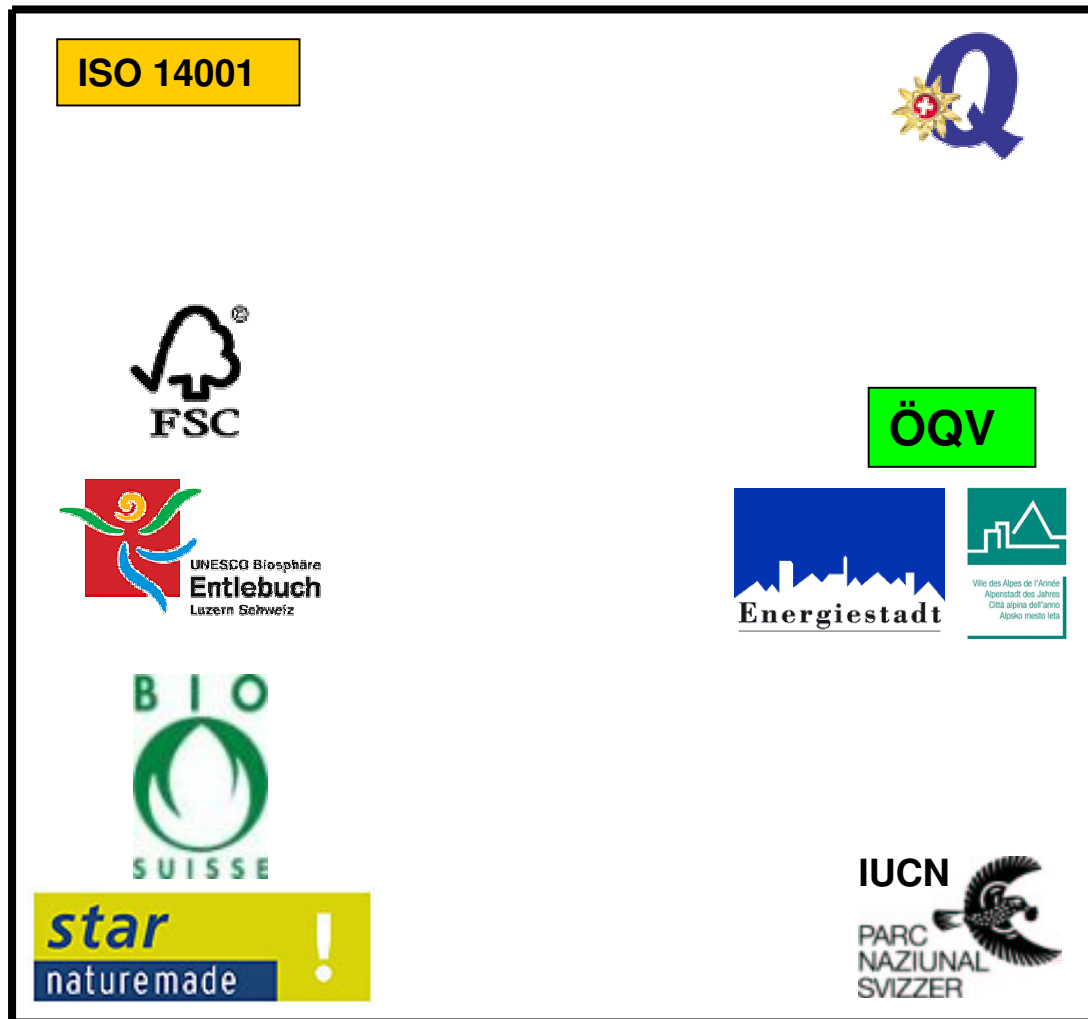 ISO 14001
Q
FSC
ÖQV
UNESCO Biosphäre
Entlebuch
Luzern Schweiz
Energiestadt
Ville des Alpes de l'Année
Alpenstadt des Jahres
Città alpina dell'anno
Alpsko mesto leta
BIO
SUISSE
star
naturemade
!
IUCN
PARC
NAZIUNAL
SVIZZER